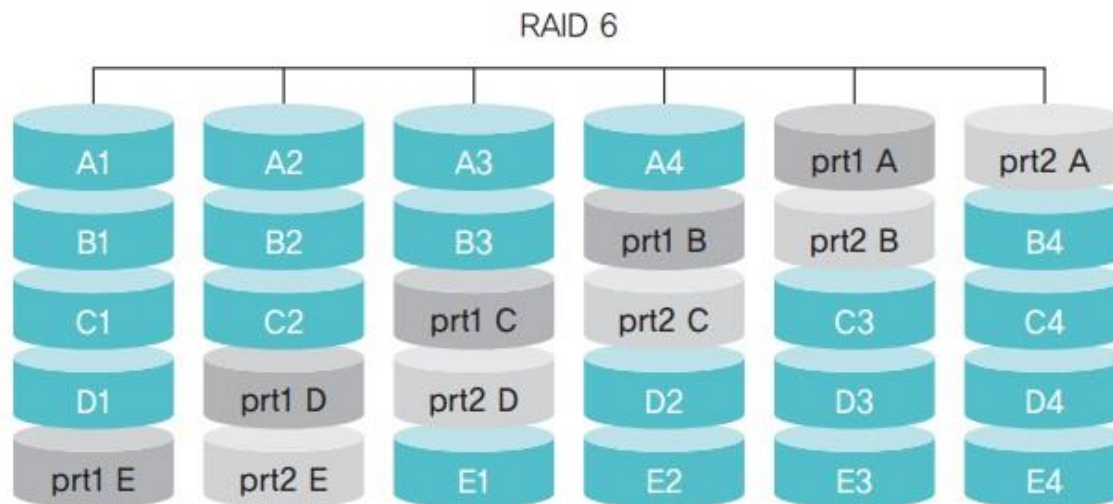 RAID 6
A1 A2 A3 A4 prt1 A prt2 A
B1 B2 B3 prt1 B prt2 B B4
C1 C2 prt1 C prt2 C C3 C4
D1 prt1 D prt2 D D2 D3 D4
prt1 E prt2 E E1 E2 E3 E4